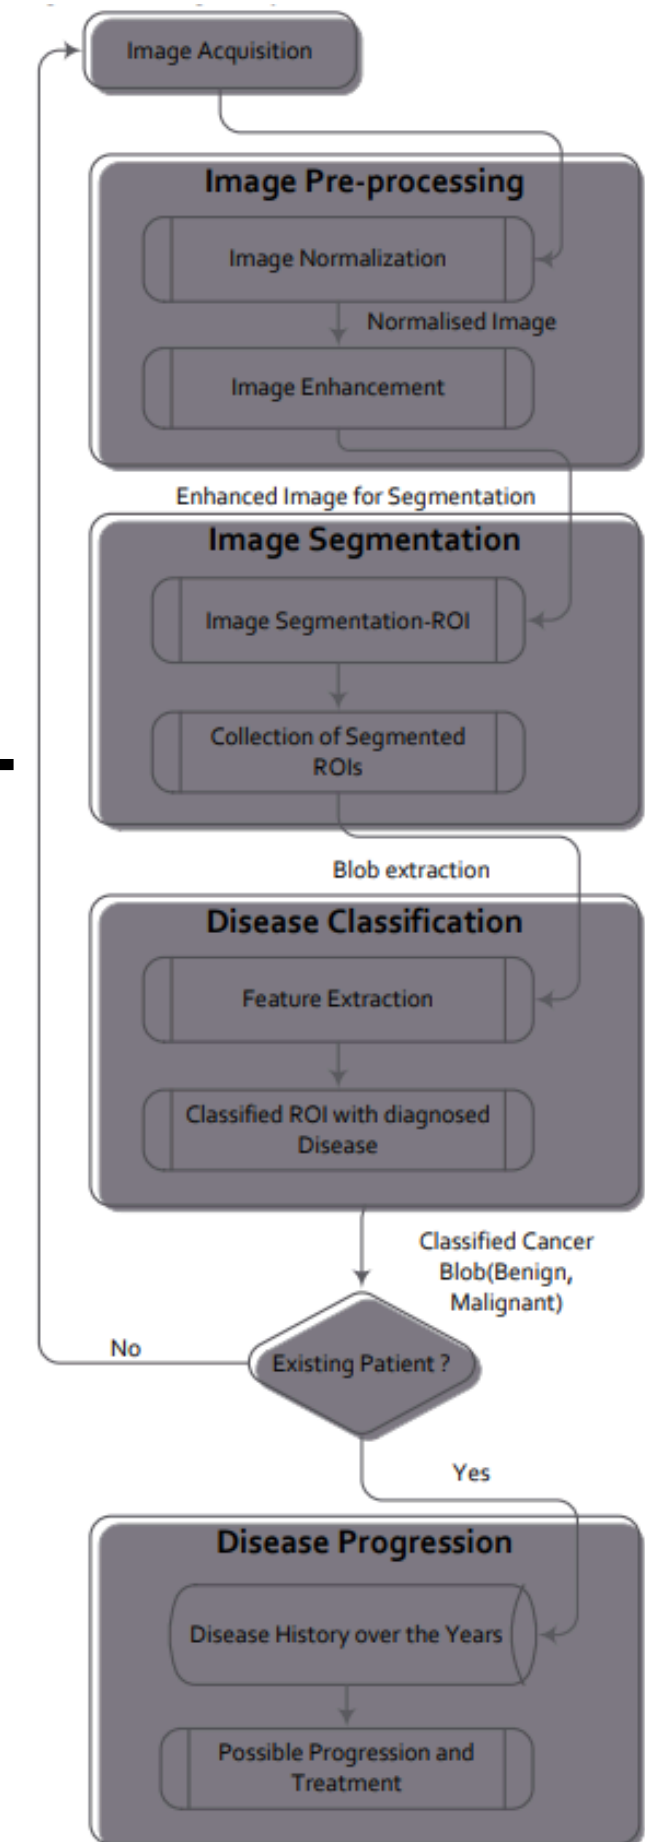 Image Acquisition
Image Pre-processing
Image Normalization
Normalised Image
Image Enhancement
Enhanced Image for Segmentation
Image Segmentation
Image Segmentation-ROI
Collection of Segmented
ROIs
Blob extraction
Disease Classification
Feature Extraction
Classified ROI with diagnosed
Disease
Classified Cancer
Blob(Benign,
Malignant)
No
Existing Patient ?
Yes
Disease Progression
Disease History over the Years
Possible Progression and
Treatment